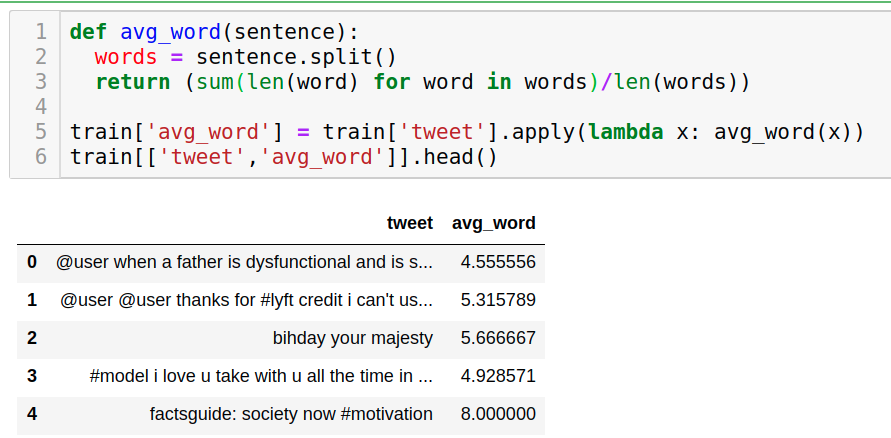 1 def avg_word(sentence):
2   words = sentence.split()
3   return (sum(len(word) for word in words)/len(words))
4
5 train['avg_word'] = train['tweet'].apply(lambda x: avg_word(x))
6 train[['tweet','avg_word']].head()
tweet avg_word
0 @user when a father is dysfunctional and is s... 4.555556
1 @user @user thanks for #lyft credit i can't us... 5.315789
2 bihday your majesty 5.666667
3 #model i love u take with u all the time in ... 4.928571
4 factsguide: society now #motivation 8.000000